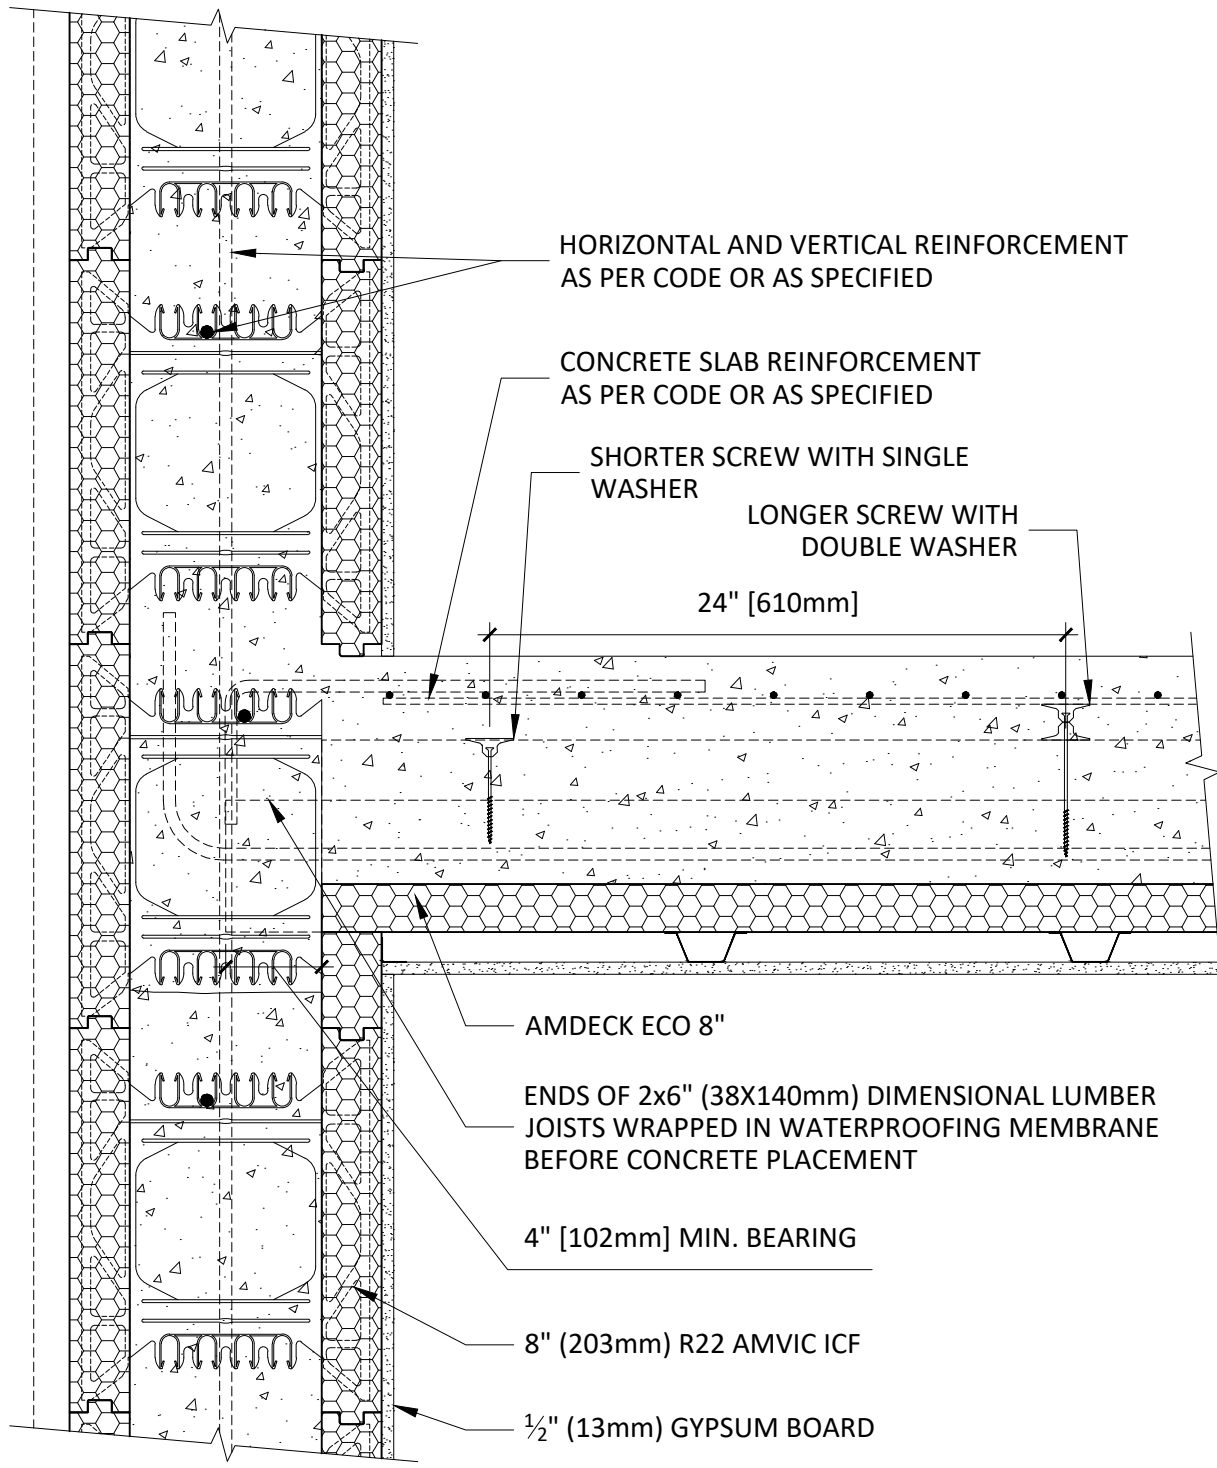 HORIZONTAL AND VERTICAL REINFORCEMENT
AS PER CODE OR AS SPECIFIED
CONCRETE SLAB REINFORCEMENT
AS PER CODE OR AS SPECIFIED
SHORTER SCREW WITH SINGLE
WASHER
LONGER SCREW WITH
DOUBLE WASHER
24" [610mm]
AMDECK ECO 8"
ENDS OF 2x6" (38X140mm) DIMENSIONAL LUMBER
JOISTS WRAPPED IN WATERPROOFING MEMBRANE
BEFORE CONCRETE PLACEMENT
4" [102mm] MIN. BEARING
8" (203mm) R22 AMVIC ICF
½" (13mm) GYPSUM BOARD